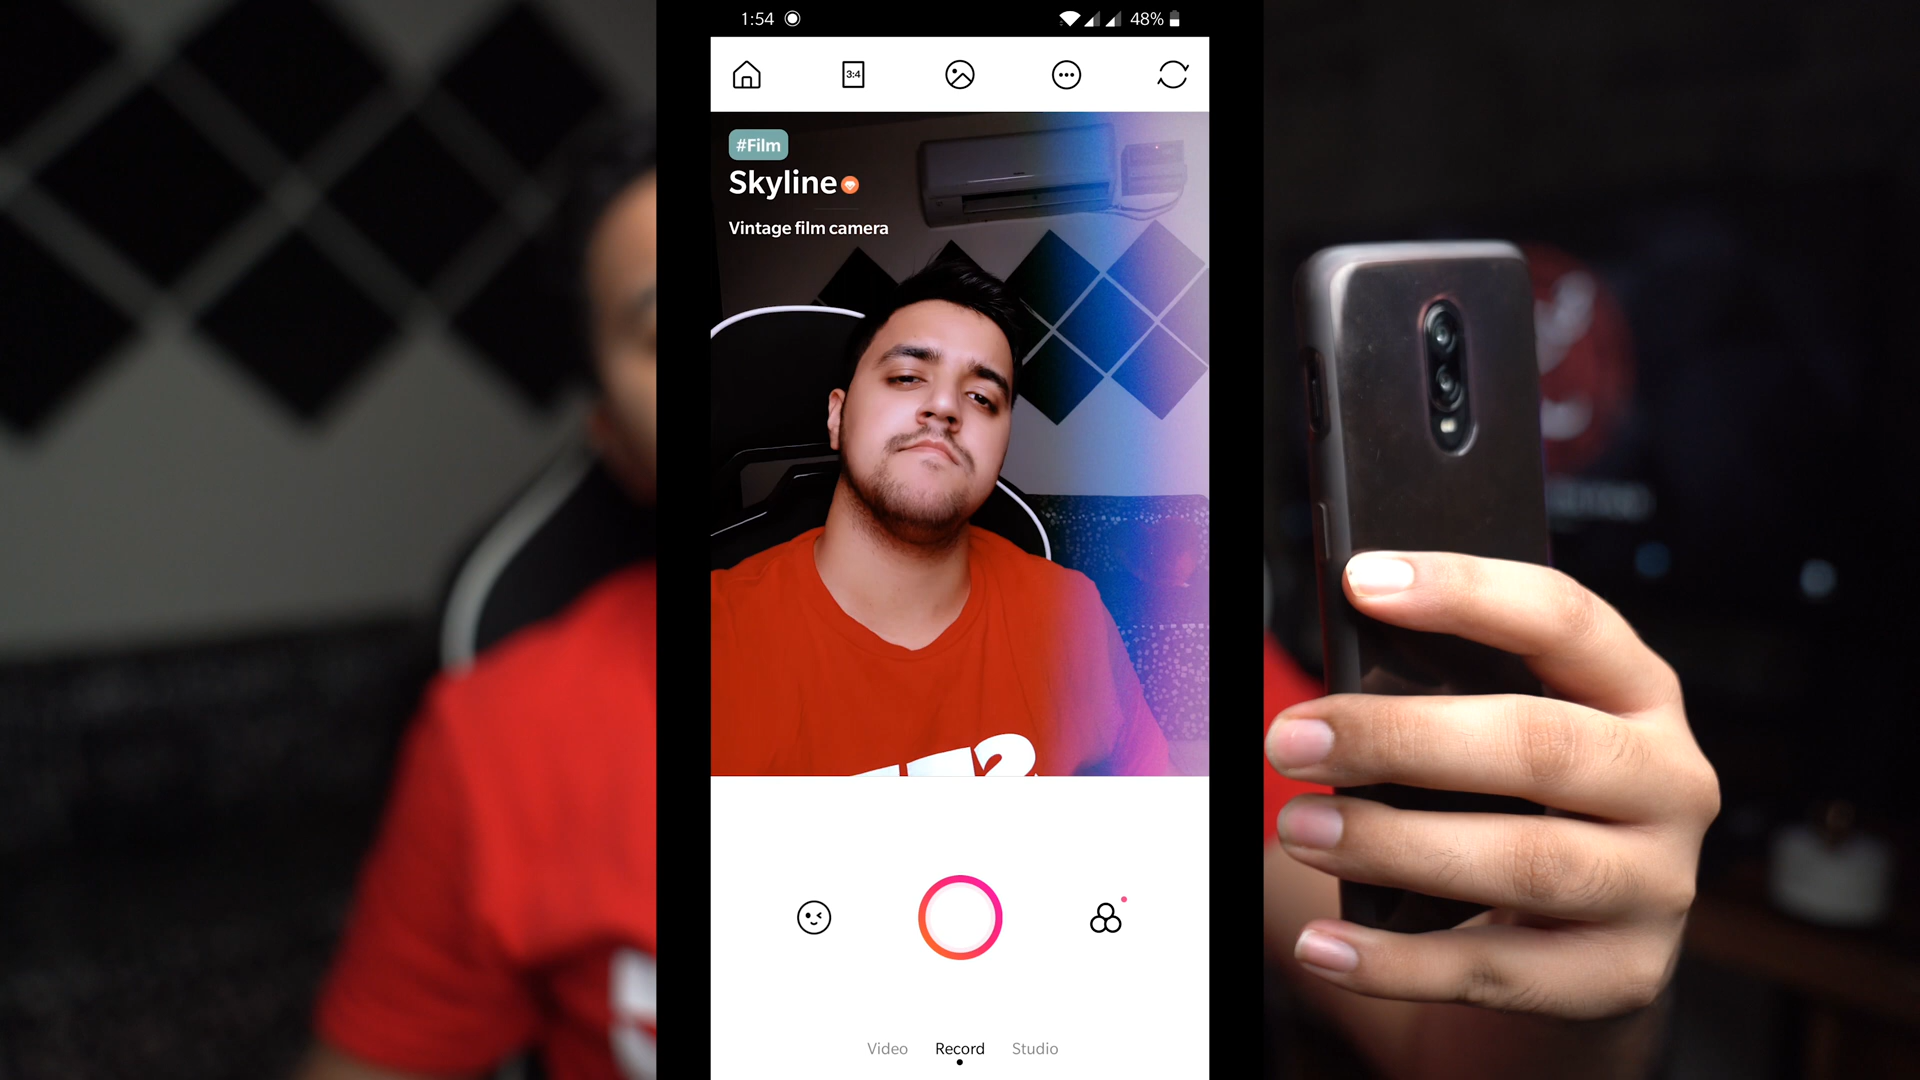 1:54
48%
3:4
#Film
Skyline
Vintage film camera
Video
Record
Studio